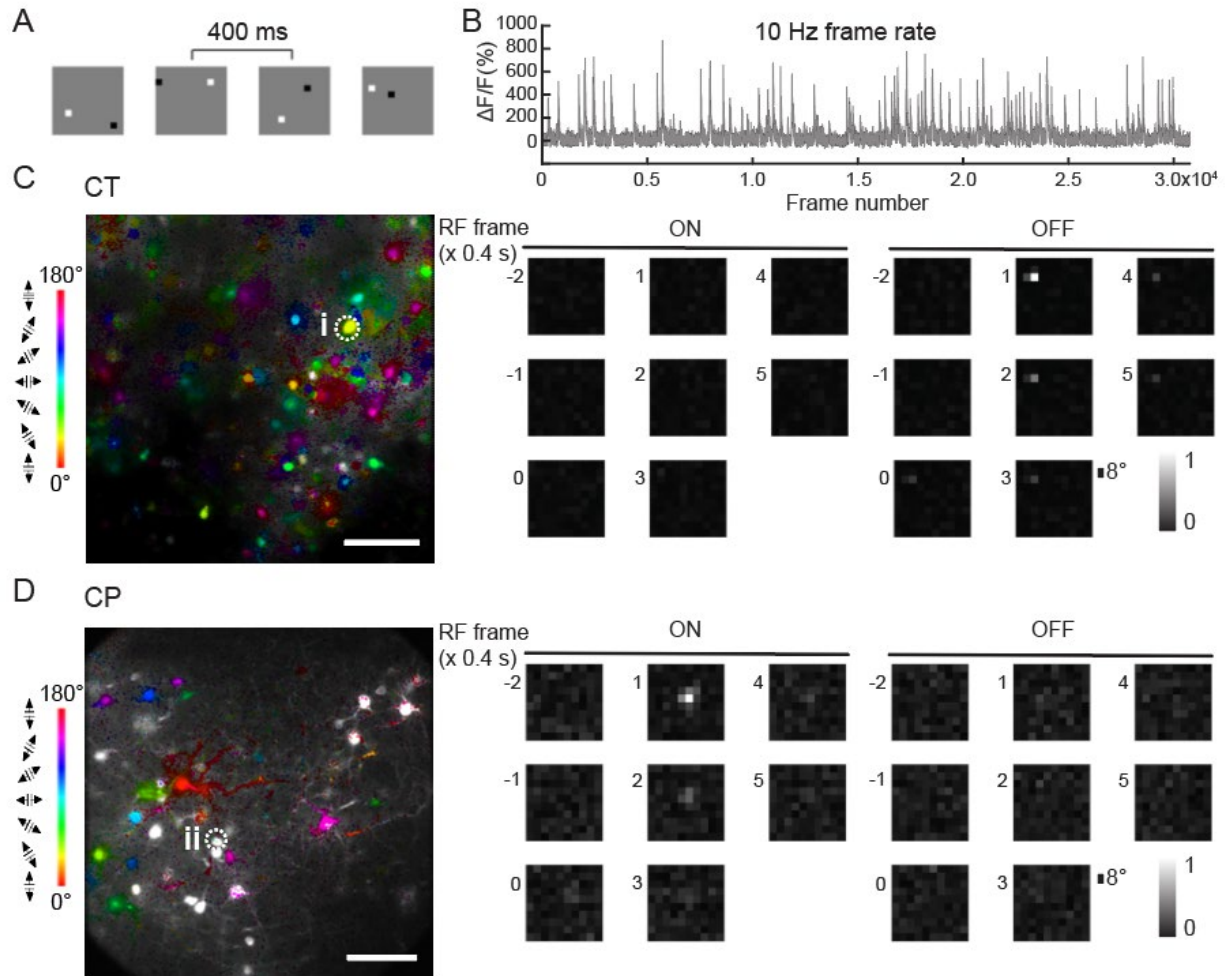 A
400 ms
B
10 Hz frame rate
ΔF/F(%)
1000
800
600
400
200
0
0 0.5 1.0 1.5 2.0 2.5 3.0x10⁴
Frame number
C
CT
180°
0°
i
RF frame
(x 0.4 s)
ON
OFF
-2 1 4
-1 2 5
0 3
-2 1 4
-1 2 5
0 3
8°
1
0
D
CP
180°
0°
ii
RF frame
(x 0.4 s)
ON
OFF
-2 1 4
-1 2 5
0 3
-2 1 4
-1 2 5
0 3
8°
1
0